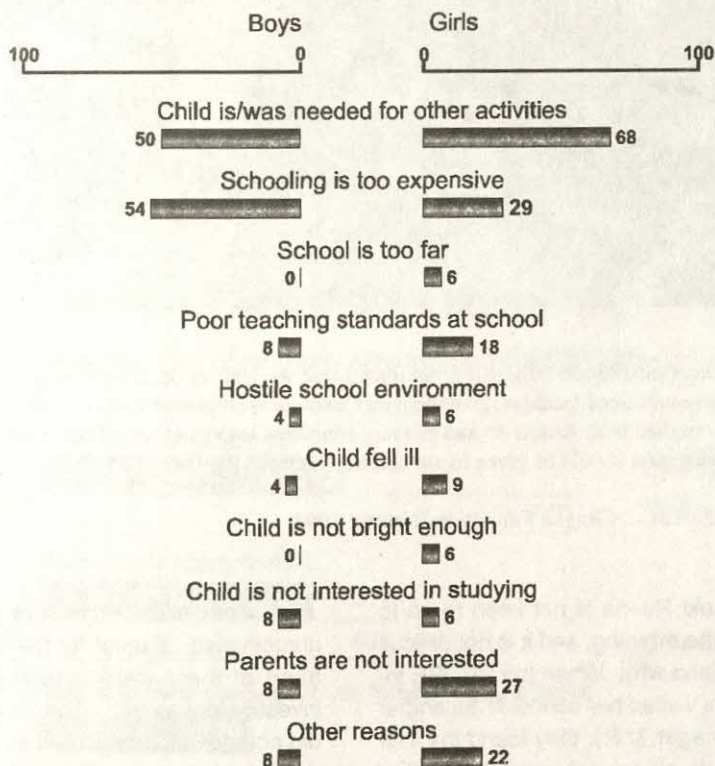 Boys Girls
100 0 0 100
Child is/was needed for other activities
50 68
Schooling is too expensive
54 29
School is too far
0 6
Poor teaching standards at school
8 18
Hostile school environment
4 6
Child fell ill
4 9
Child is not bright enough
0 6
Child is not interested in studying
8 6
Parents are not interested
8 27
Other reasons
8 22